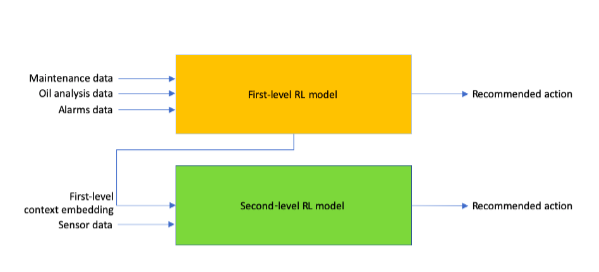 Maintenance data
Oil analysis data
Alarms data
First-level RL model
Recommended action
First-level
context embedding
Sensor data
Second-level RL model
Recommended action